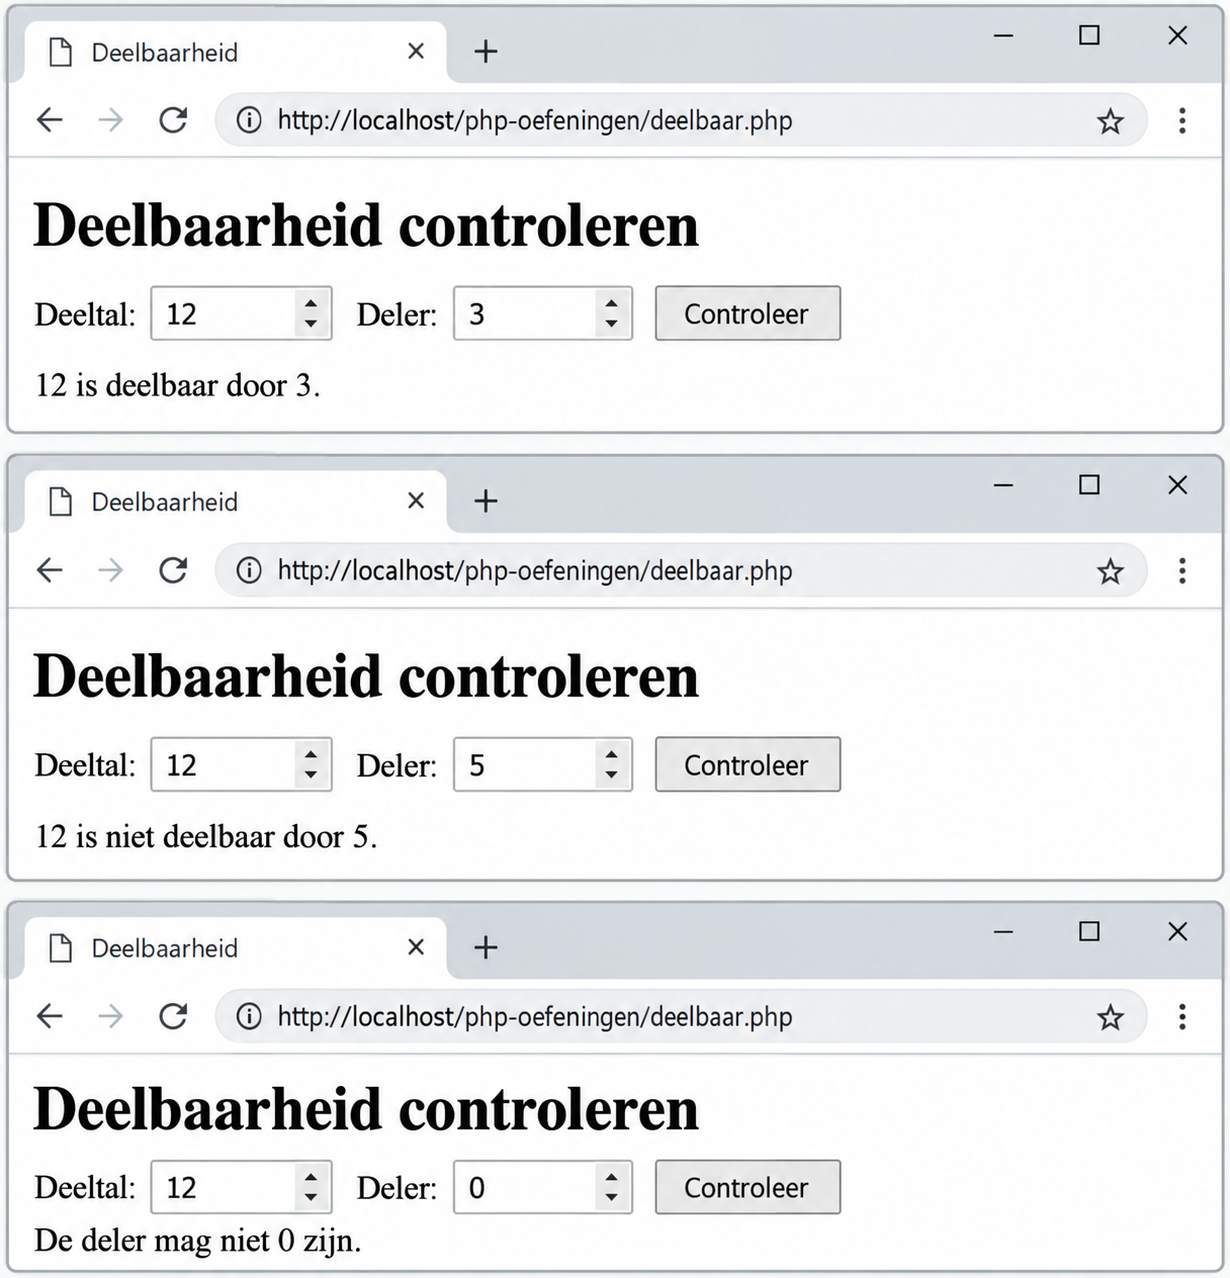 Deelbaarheid
http://localhost/php-oefeningen/deelbaar.php
Deelbaarheid controleren
Deeltal: 12 Deler: 3 Controleer
12 is deelbaar door 3.
Deelbaarheid
http://localhost/php-oefeningen/deelbaar.php
Deelbaarheid controleren
Deeltal: 12 Deler: 5 Controleer
12 is niet deelbaar door 5.
Deelbaarheid
http://localhost/php-oefeningen/deelbaar.php
Deelbaarheid controleren
Deeltal: 12 Deler: 0 Controleer
De deler mag niet 0 zijn.